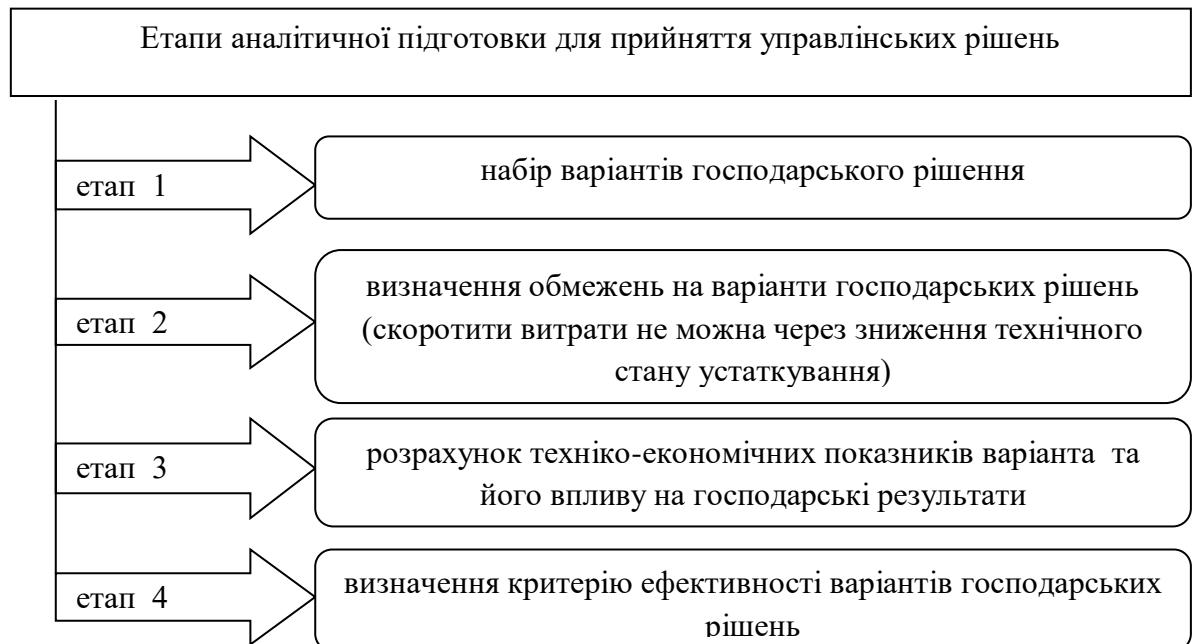 Етапи аналітичної підготовки для прийняття управлінських рішень
етап 1
набір варіантів господарського рішення
етап 2
визначення обмежень на варіанти господарських рішень
(скоротити витрати не можна через зниження технічного
стану устаткування)
етап 3
розрахунок техніко-економічних показників варіанта та
його впливу на господарські результати
етап 4
визначення критерію ефективності варіантів господарських
рішень